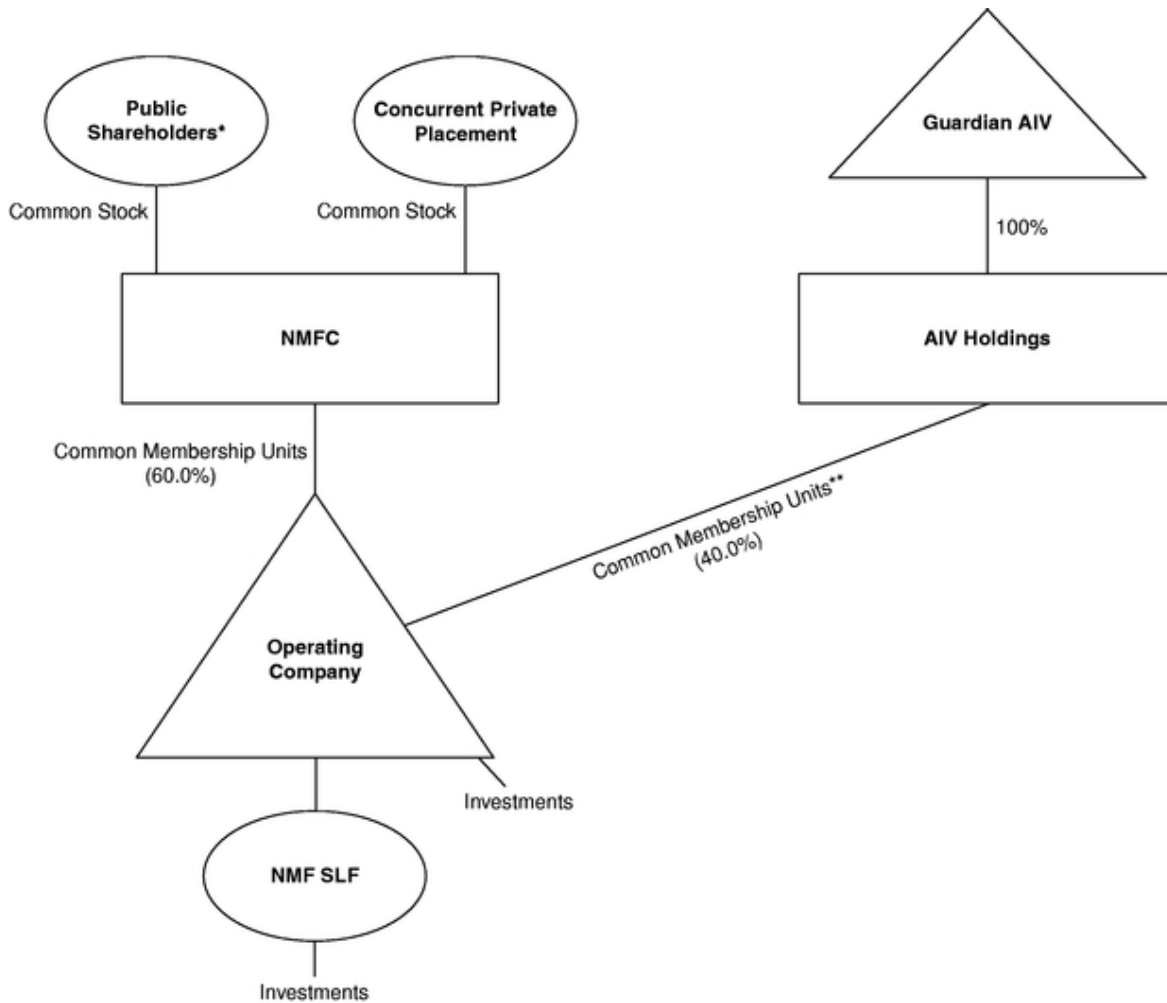 Public
Shareholders*
Concurrent Private
Placement
Guardian AIV
Common Stock
Common Stock
100%
NMFC
AIV Holdings
Common Membership Units
(60.0%)
Common Membership Units**
(40.0%)
Operating
Company
Investments
NMF SLF
Investments